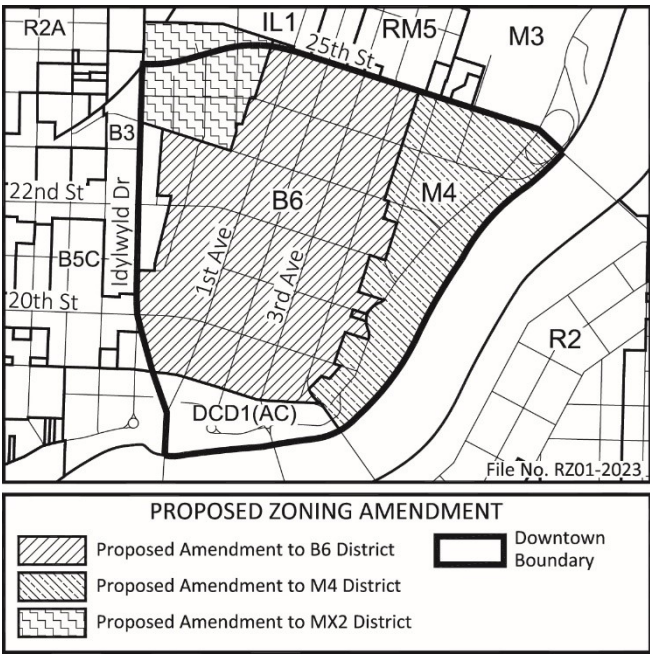 R2A
IL1
25th St
RM5
M3
B3
22nd St
Idylwyld Dr
B6
M4
B5C
1st Ave
3rd Ave
20th St
R2
DCD1(AC)
File No. RZ01-2023
PROPOSED ZONING AMENDMENT
Proposed Amendment to B6 District
Downtown
Boundary
Proposed Amendment to M4 District
Proposed Amendment to MX2 District